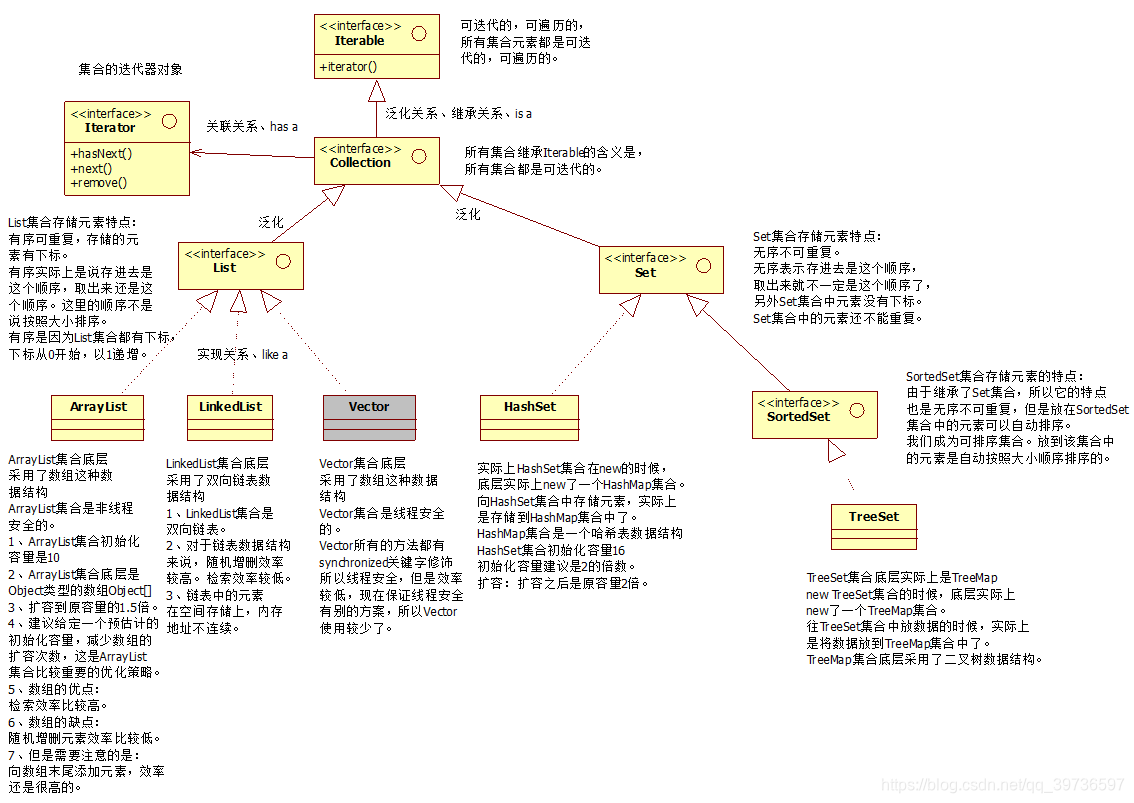 <<interface>>
Iterable
+iterator()
可迭代的，可遍历的，
所有集合元素都是可迭
代的，可遍历的。
集合的迭代器对象
<<interface>>
Iterator
+hasNext()
+next()
+remove()
关联关系、has a
泛化关系、继承关系、is a
<<interface>>
Collection
所有集合继承Iterable的含义是，
所有集合都是可迭代的。
泛化
泛化
List集合存储元素特点：
有序可重复，存储的元
素有下标。
有序实际上是说存进去是
这个顺序，取出来还是这
个顺序。这里的顺序不是
说按照大小排序。
有序是因为List集合都有下标，
下标从0开始，以1递增。
<<interface>>
List
<<interface>>
Set
Set集合存储元素特点：
无序不可重复。
无序表示存进去是这个顺序，
取出来就不一定是这个顺序了，
另外Set集合中元素没有下标。
Set集合中的元素还不能重复。
实现关系、like a
ArrayList
LinkedList
Vector
HashSet
<<interface>>
SortedSet
SortedSet集合存储元素的特点：
由于继承了Set集合，所以它的特点
也是无序不可重复，但是放在SortedSet
集合中的元素可以自动排序。
我们成为可排序集合。放到该集合中
的元素是自动按照大小顺序排序的。
ArrayList集合底层
采用了数组这种数
据结构
ArrayList集合是非线程
安全的。
1、ArrayList集合初始化
容量是10
2、ArrayList集合底层是
Object类型的数组Object[]
3、扩容到原容量的1.5倍。
4、建议给定一个预估计的
初始化容量，减少数组的
扩容次数，这是ArrayList
集合比较重要的优化策略。
5、数组的优点：
检索效率比较高。
6、数组的缺点：
随机增删元素效率比较低。
7、但是需要注意的是：
向数组末尾添加元素，效率
还是很高的。
LinkedList集合底层
采用了双向链表数
据结构
1、LinkedList集合是
双向链表。
2、对于链表数据结构
来说，随机增删效率
较高。检索效率较低。
3、链表中的元素
在空间存储上，内存
地址不连续。
Vector集合底层
采用了数组这种数据
结构
Vector集合是线程安全
的。
Vector所有的方法都有
synchronized关键字修饰
所以线程安全，但是效率
较低，现在保证线程安全
有别的方案，所以Vector
使用较少了。
实际上HashSet集合在new的时候，
底层实际上new了一个HashMap集合。
向HashSet集合中存储元素，实际上
是存储到HashMap集合中了。
HashMap集合是一个哈希表数据结构
HashSet集合初始化容量16
初始化容量建议是2的倍数。
扩容：扩容之后是原容量2倍。
TreeSet
TreeSet集合底层实际上是TreeMap
new TreeSet集合的时候，底层实际上
new了一个TreeMap集合。
往TreeSet集合中放数据的时候，实际上
是将数据放到TreeMap集合中了。
TreeMap集合底层采用了二叉树数据结构。
https://blog.csdn.net/qq_39736597